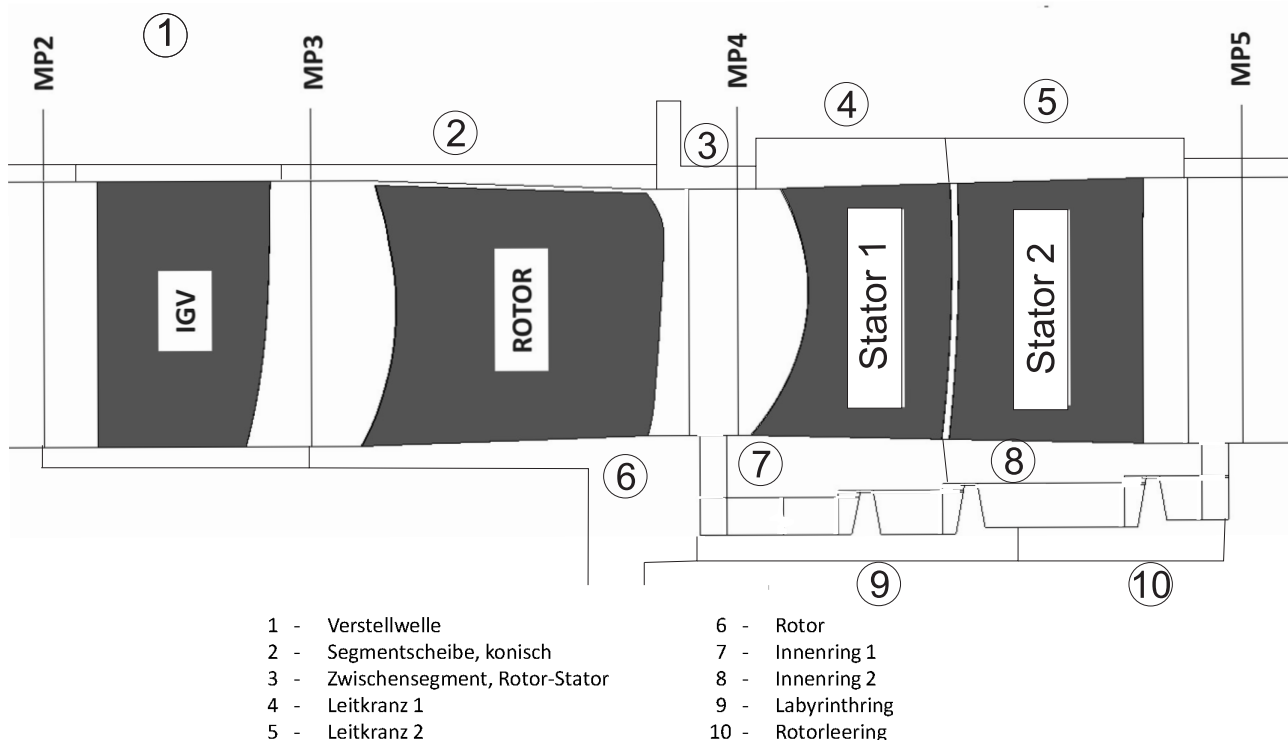 MP2
1
MP3
2
3
MP4
4
5
MP5
IGV
ROTOR
Stator 1
Stator 2
6
7
8
9
10
1 - Verstellwelle
2 - Segmentscheibe, konisch
3 - Zwischensegment, Rotor-Stator
4 - Leitkranz 1
5 - Leitkranz 2
6 - Rotor
7 - Innenring 1
8 - Innenring 2
9 - Labyrinthring
10 - Rotorleering